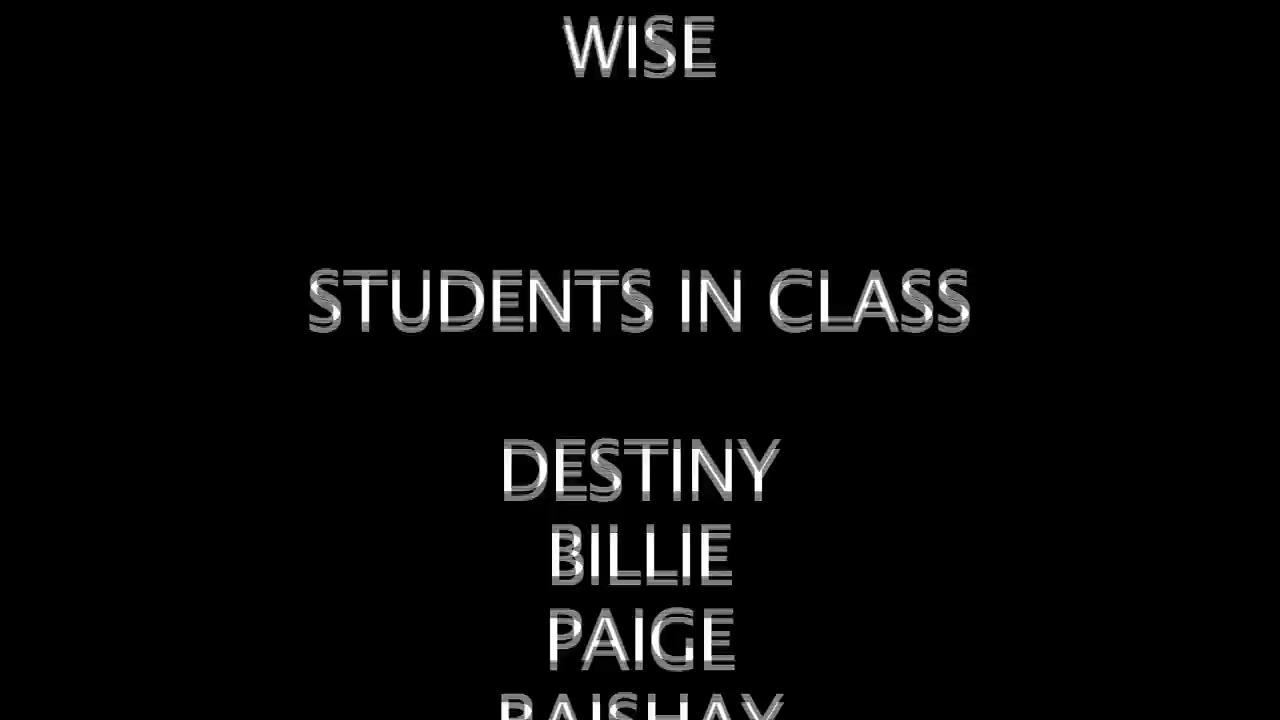 WISE
STUDENTS IN CLASS
DESTINY
BILLIE
PAIGE